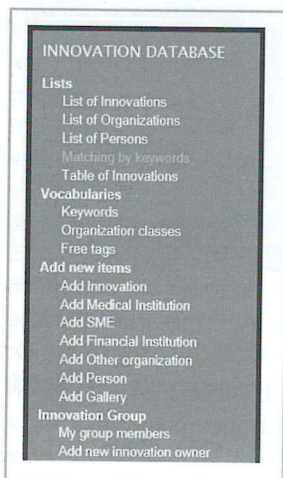 INNOVATION DATABASE
Lists
List of Innovations
List of Organizations
List of Persons
Matching by keywords
Table of Innovations
Vocabularies
Keywords
Organization classes
Free tags
Add new items
Add Innovation
Add Medical Institution
Add SME
Add Financial Institution
Add Other organization
Add Person
Add Gallery
Innovation Group
My group members
Add new innovation owner